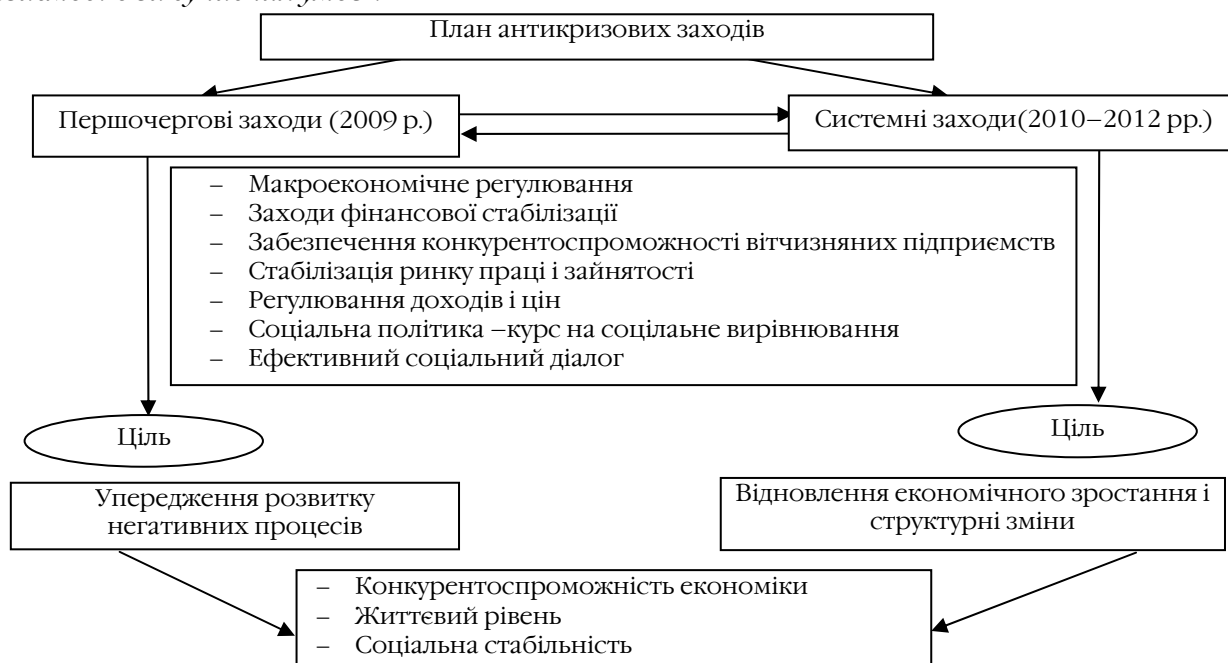 План антикризових заходів
Першочергові заходи (2009 р.)
Системні заходи(2010–2012 рр.)
– Макроекономічне регулювання
– Заходи фінансової стабілізації
– Забезпечення конкурентоспроможності вітчизняних підприємств
– Стабілізація ринку праці і зайнятості
– Регулювання доходів і цін
– Соціальна політика –курс на соцілаьне вирівнювання
– Ефективний соціальний діалог
Ціль
Ціль
Упередження розвитку
негативних процесів
Відновлення економічного зростання і
структурні зміни
– Конкурентоспроможність економіки
– Життєвий рівень
– Соціальна стабільність